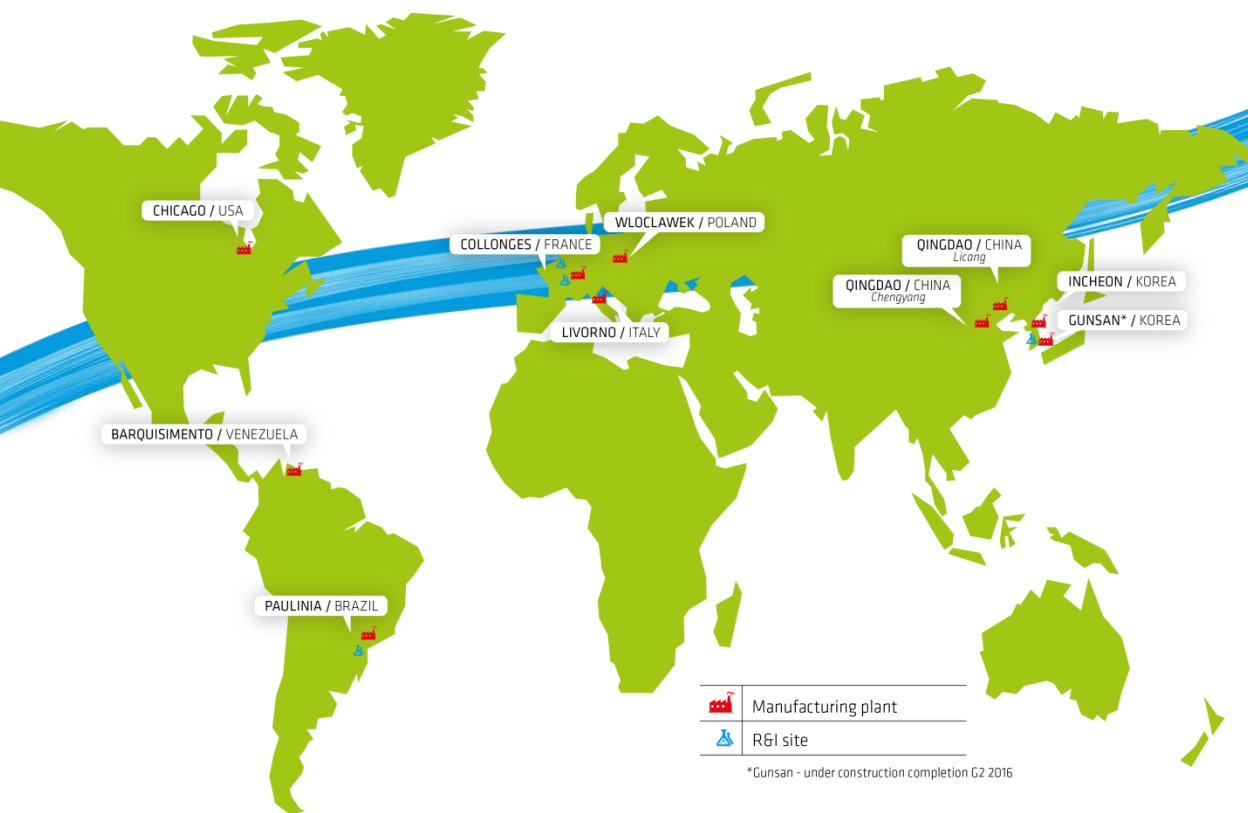 CHICAGO / USA
WLOCLAWEK / POLAND
COLLONGES / FRANCE
QINGDAO / CHINA
Licang
QINGDAO / CHINA
Chengyang
INCHEON / KOREA
GUNSAN* / KOREA
LIVORNO / ITALY
BARQUISIMENTO / VENEZUELA
PAULINIA / BRAZIL
Manufacturing plant
R&I site
*Gunsan - under construction completion G2 2016